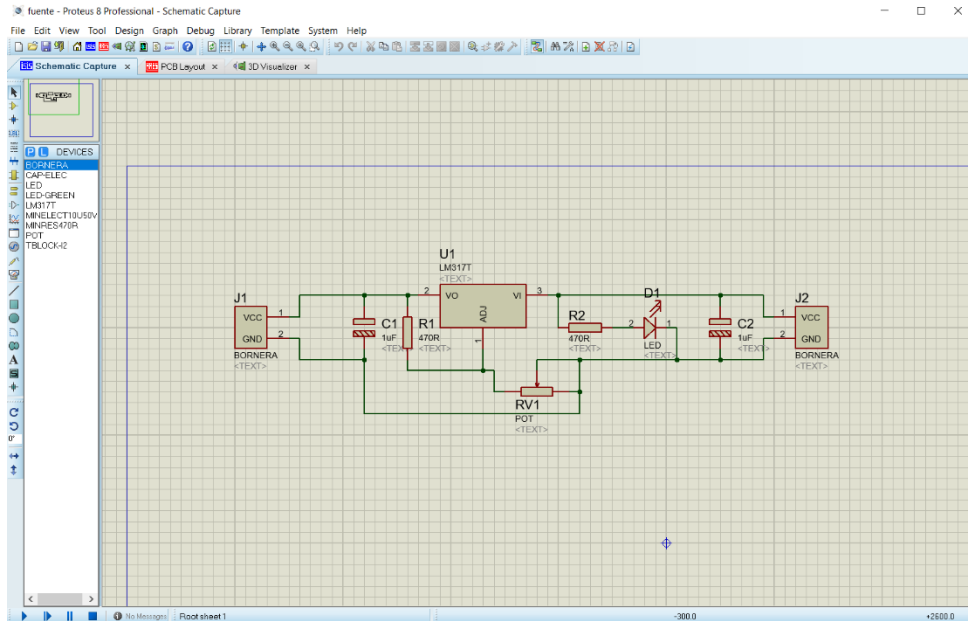 fuente - Proteus 8 Professional - Schematic Capture
File Edit View Tool Design Graph Debug Library Template System Help
Schematic Capture
PCB Layout
3D Visualizer
P L DEVICES
BORNERA
CAP-ELEC
LED
LED-GREEN
LM317T
MINELECT10U50V
MINRES470R
POT
TBLOCK-I2
U1
LM317T
<TEXT>
2 VO VI 3
ADJ
1
J1
VCC 1
GND 2
BORNERA
<TEXT>
C1
1uF
<TEXT>
R1
470R
<TEXT>
R2
470R
<TEXT>
D1
2 1
LED
<TEXT>
C2
1uF
<TEXT>
J2
1 VCC
2 GND
BORNERA
<TEXT>
RV1
POT
<TEXT>
0°
No Messages
Root sheet 1
-300.0
+2600.0